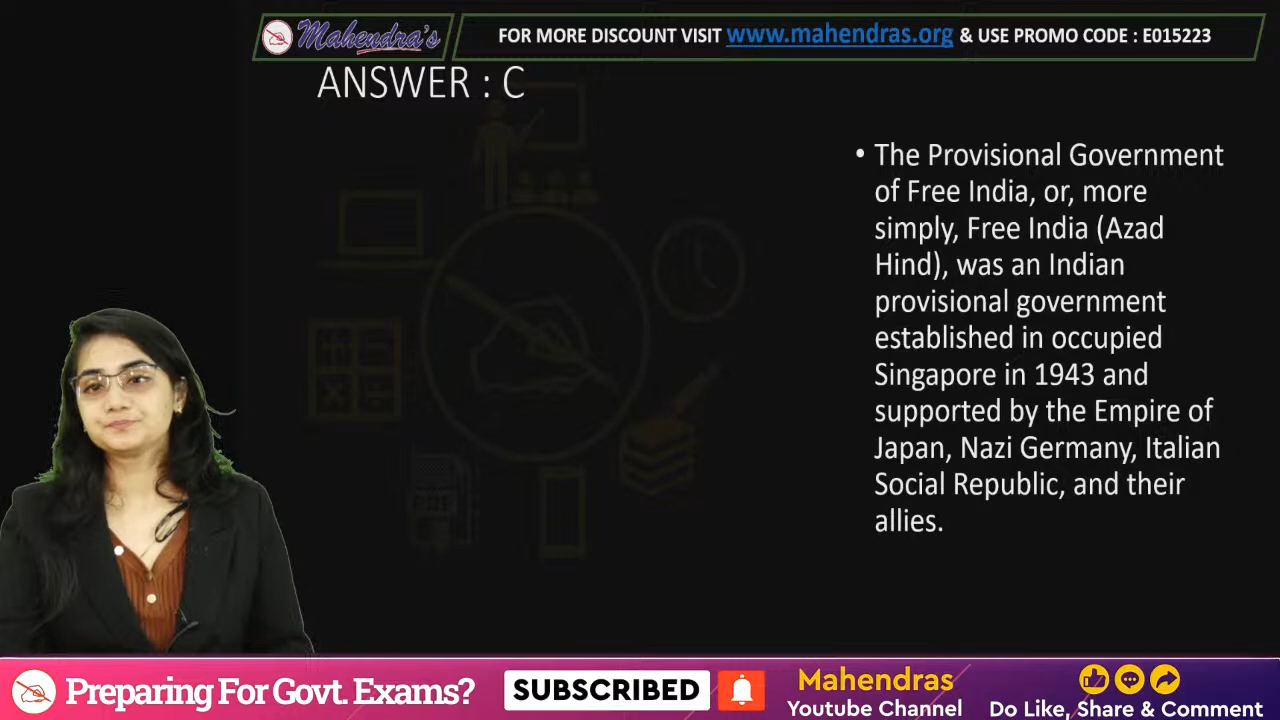 Mahendra's
FOR MORE DISCOUNT VISIT www.mahendras.org & USE PROMO CODE : E015223
ANSWER : C
• The Provisional Government
of Free India, or, more
simply, Free India (Azad
Hind), was an Indian
provisional government
established in occupied
Singapore in 1943 and
supported by the Empire of
Japan, Nazi Germany, Italian
Social Republic, and their
allies.
PDF
Preparing For Govt. Exams?
SUBSCRIBED
Mahendras
Youtube Channel
Do Like, Share & Comment